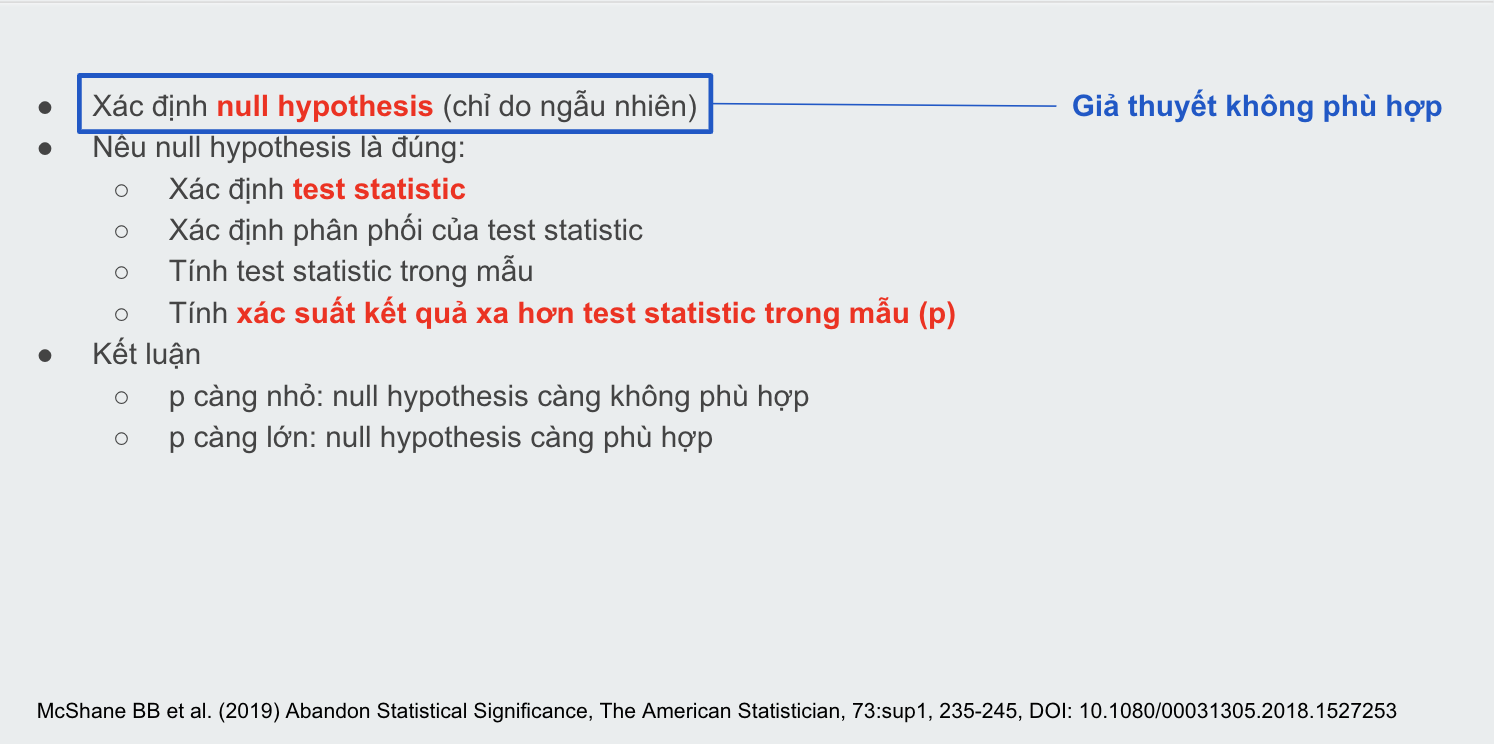 ● Xác định null hypothesis (chỉ do ngẫu nhiên) Giả thuyết không phù hợp
● Nếu null hypothesis là đúng:
○ Xác định test statistic
○ Xác định phân phối của test statistic
○ Tính test statistic trong mẫu
○ Tính xác suất kết quả xa hơn test statistic trong mẫu (p)
● Kết luận
○ p càng nhỏ: null hypothesis càng không phù hợp
○ p càng lớn: null hypothesis càng phù hợp
McShane BB et al. (2019) Abandon Statistical Significance, The American Statistician, 73:sup1, 235-245, DOI: 10.1080/00031305.2018.1527253